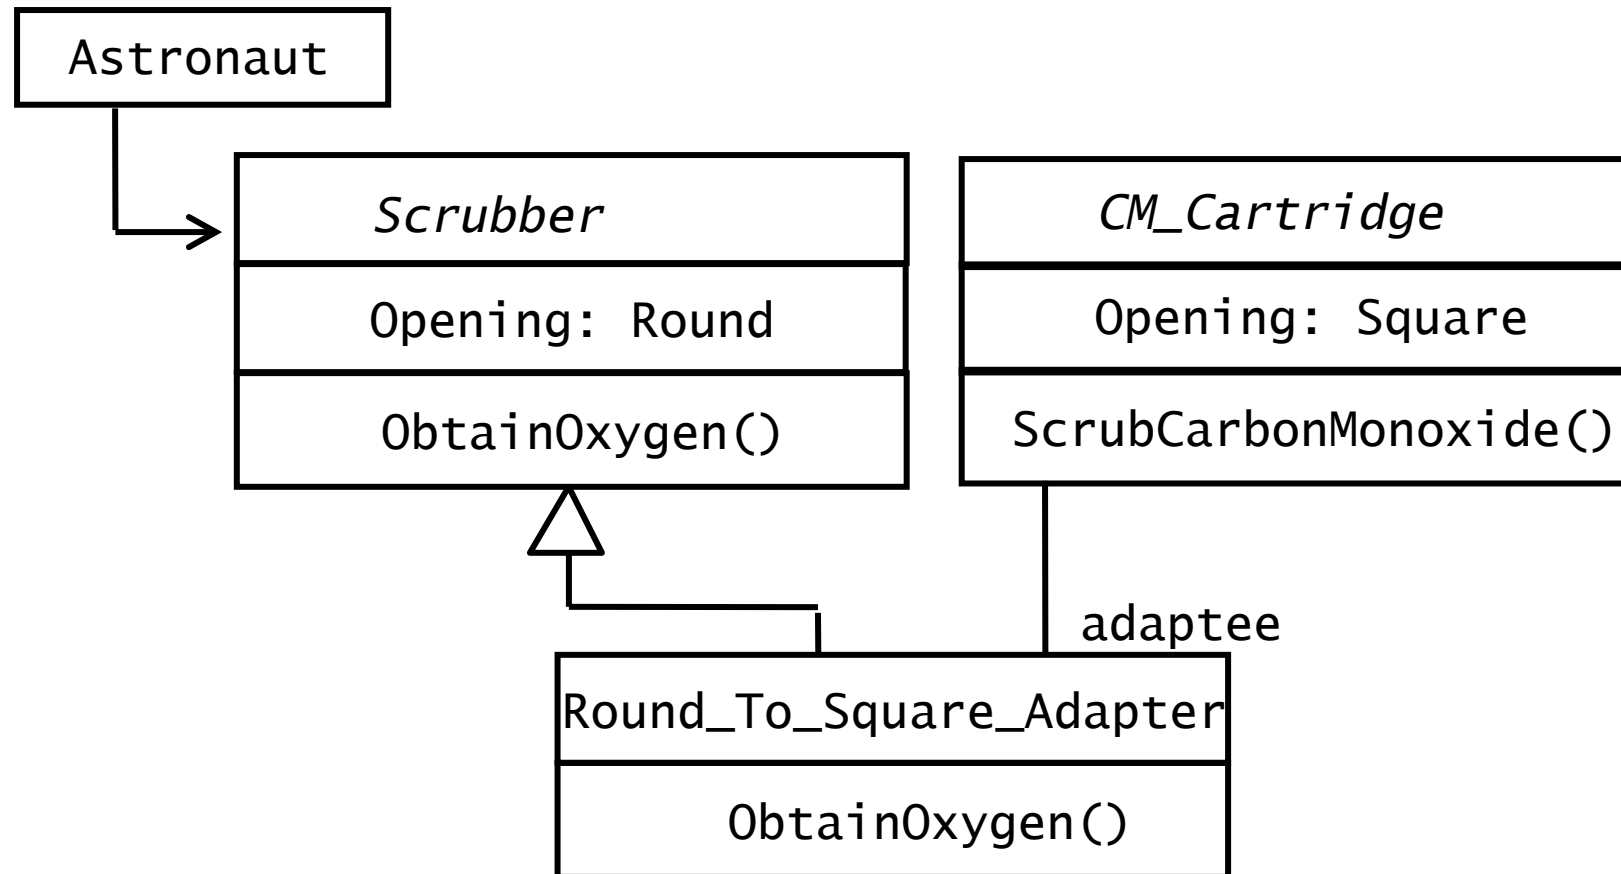 Astronaut
Scrubber
Opening: Round
ObtainOxygen()
CM_Cartridge
Opening: Square
ScrubCarbonMonoxide()
adaptee
Round_To_Square_Adapter
ObtainOxygen()